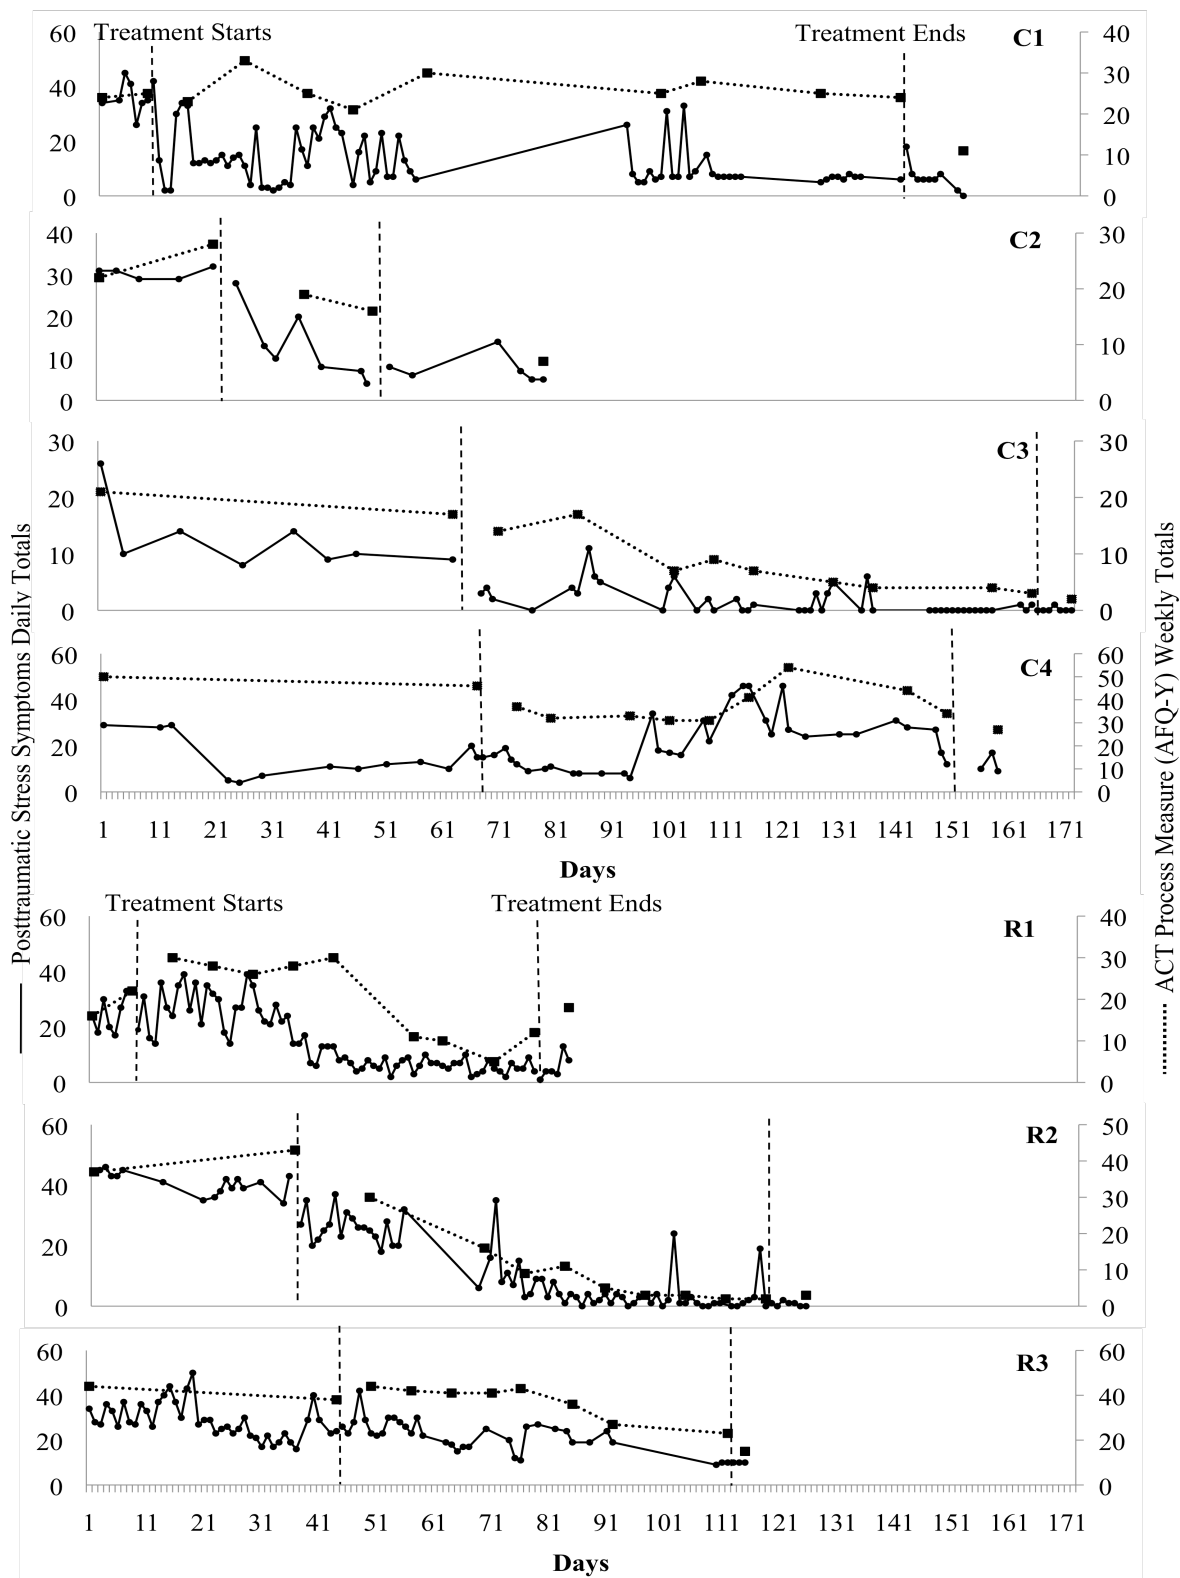 Treatment Starts Treatment Ends
60 40 C1
40 30
20 20
10
0 0
40 30 C2
30 20
20
10 10
0 0
30 30 C3
20 20
10 10
0 0
60 60 C4
50
40 40
30
20 20
10
0 0
1 11 21 31 41 51 61 71 81 91 101 111 121 131 141 151 161 171
Days
Posttraumatic Stress Symptoms Daily Totals
ACT Process Measure (AFQ-Y) Weekly Totals
Treatment Starts Treatment Ends
60 40 R1
40 30
20 20
10
0 0
60 50 R2
40 40
30
20 20
10
0 0
60 60 R3
40 40
20 20
0 0
1 11 21 31 41 51 61 71 81 91 101 111 121 131 141 151 161 171
Days